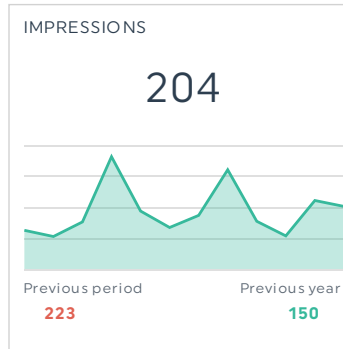 IMPRESSIONS
204
Previous period
Previous year
223
150